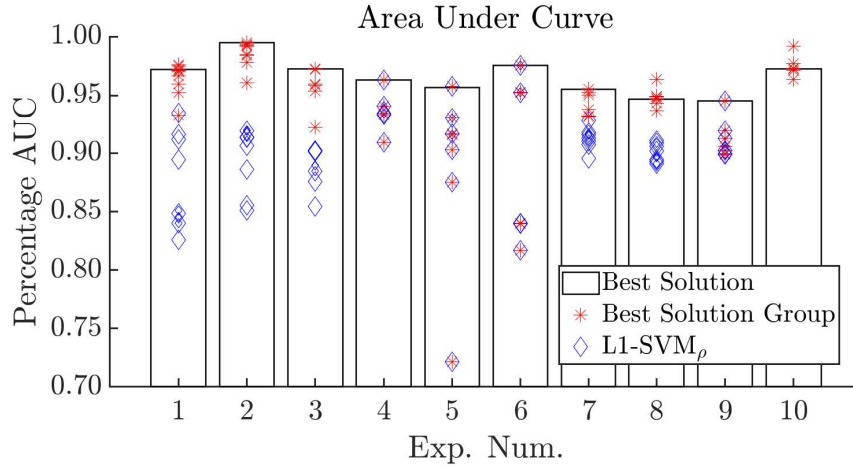 Area Under Curve
Percentage AUC
1.00
0.95
0.90
0.85
0.80
0.75
0.70
1 2 3 4 5 6 7 8 9 10
Exp. Num.
Best Solution
Best Solution Group
L1-SVMρ